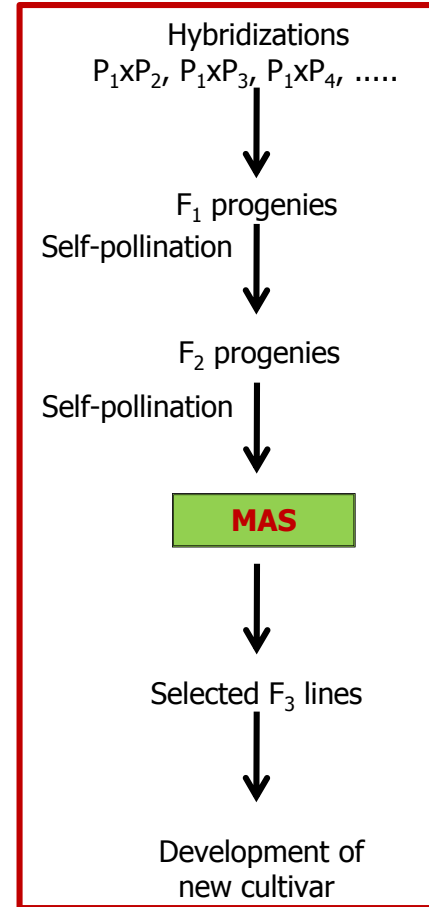 Hybridizations
P₁xP₂, P₁xP₃, P₁xP₄, .....
F₁ progenies
Self-pollination
F₂ progenies
Self-pollination
MAS
Selected F₃ lines
Development of
new cultivar